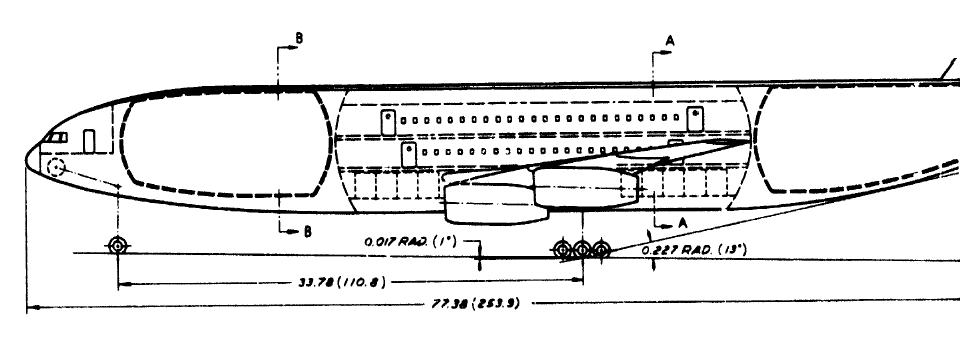 B
A
B
A
0.017 RAD. (1°)
0.227 RAD. (13°)
33.78 (110.8)
77.38 (253.9)